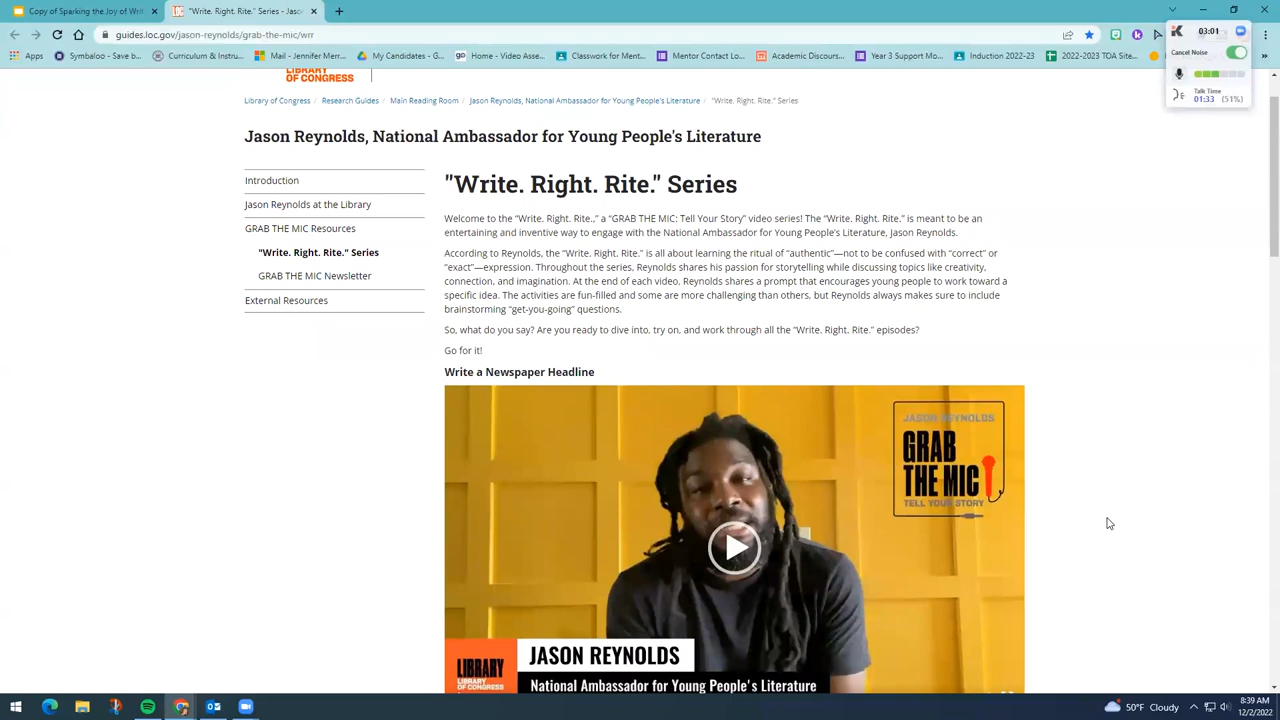 Copy of Sparking the Joy of Wri
"Write. Right. Rite." Series - Jaso
03:01
guides.loc.gov/jason-reynolds/grab-the-mic/wrr
Cancel Noise
Apps
Symbaloo - Save b...
Curriculum & Instru...
Mail - Jennifer Merr...
My Candidates - G...
Home - Video Asse...
Classwork for Ment...
Mentor Contact Lo...
Academic Discours...
Year 3 Support Mo...
Induction 2022-23
2022-2023 TOA Site...
Talk Time
01:33 (51%)
LIBRARY
OF CONGRESS
Library of Congress / Research Guides / Main Reading Room / Jason Reynolds, National Ambassador for Young People's Literature / "Write. Right. Rite." Series
Jason Reynolds, National Ambassador for Young People's Literature
Introduction
Jason Reynolds at the Library
GRAB THE MIC Resources
"Write. Right. Rite." Series
GRAB THE MIC Newsletter
External Resources
"Write. Right. Rite." Series
Welcome to the “Write. Right. Rite.,” a “GRAB THE MIC: Tell Your Story” video series! The “Write. Right. Rite.” is meant to be an
entertaining and inventive way to engage with the National Ambassador for Young People’s Literature, Jason Reynolds.
According to Reynolds, the “Write. Right. Rite.” is all about learning the ritual of “authentic”—not to be confused with “correct” or
“exact”—expression. Throughout the series, Reynolds shares his passion for storytelling while discussing topics like creativity,
connection, and imagination. At the end of each video, Reynolds shares a prompt that encourages young people to work toward a
specific idea. The activities are fun-filled and some are more challenging than others, but Reynolds always makes sure to include
brainstorming “get-you-going” questions.
So, what do you say? Are you ready to dive into, try on, and work through all the “Write. Right. Rite.” episodes?
Go for it!
Write a Newspaper Headline
JASON REYNOLDS
GRAB
THE MIC
TELL YOUR STORY
JASON REYNOLDS
National Ambassador for Young People's Literature
LIBRARY
LIBRARY OF CONGRESS
50°F Cloudy
8:39 AM
12/2/2022